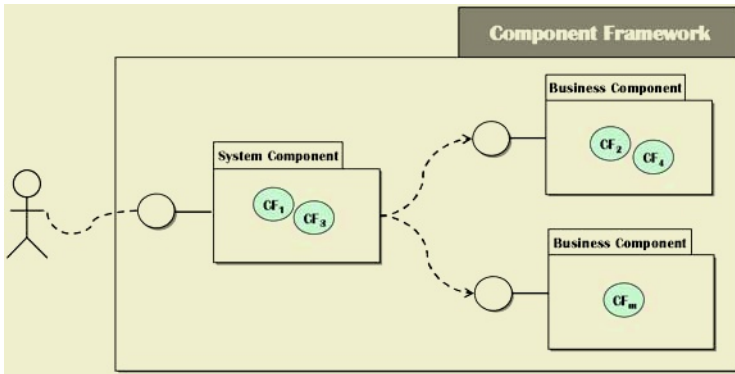 Component Framework
Business Component
CF₂
CF₄
System Component
CF₁
CF₃
Business Component
CFₘ